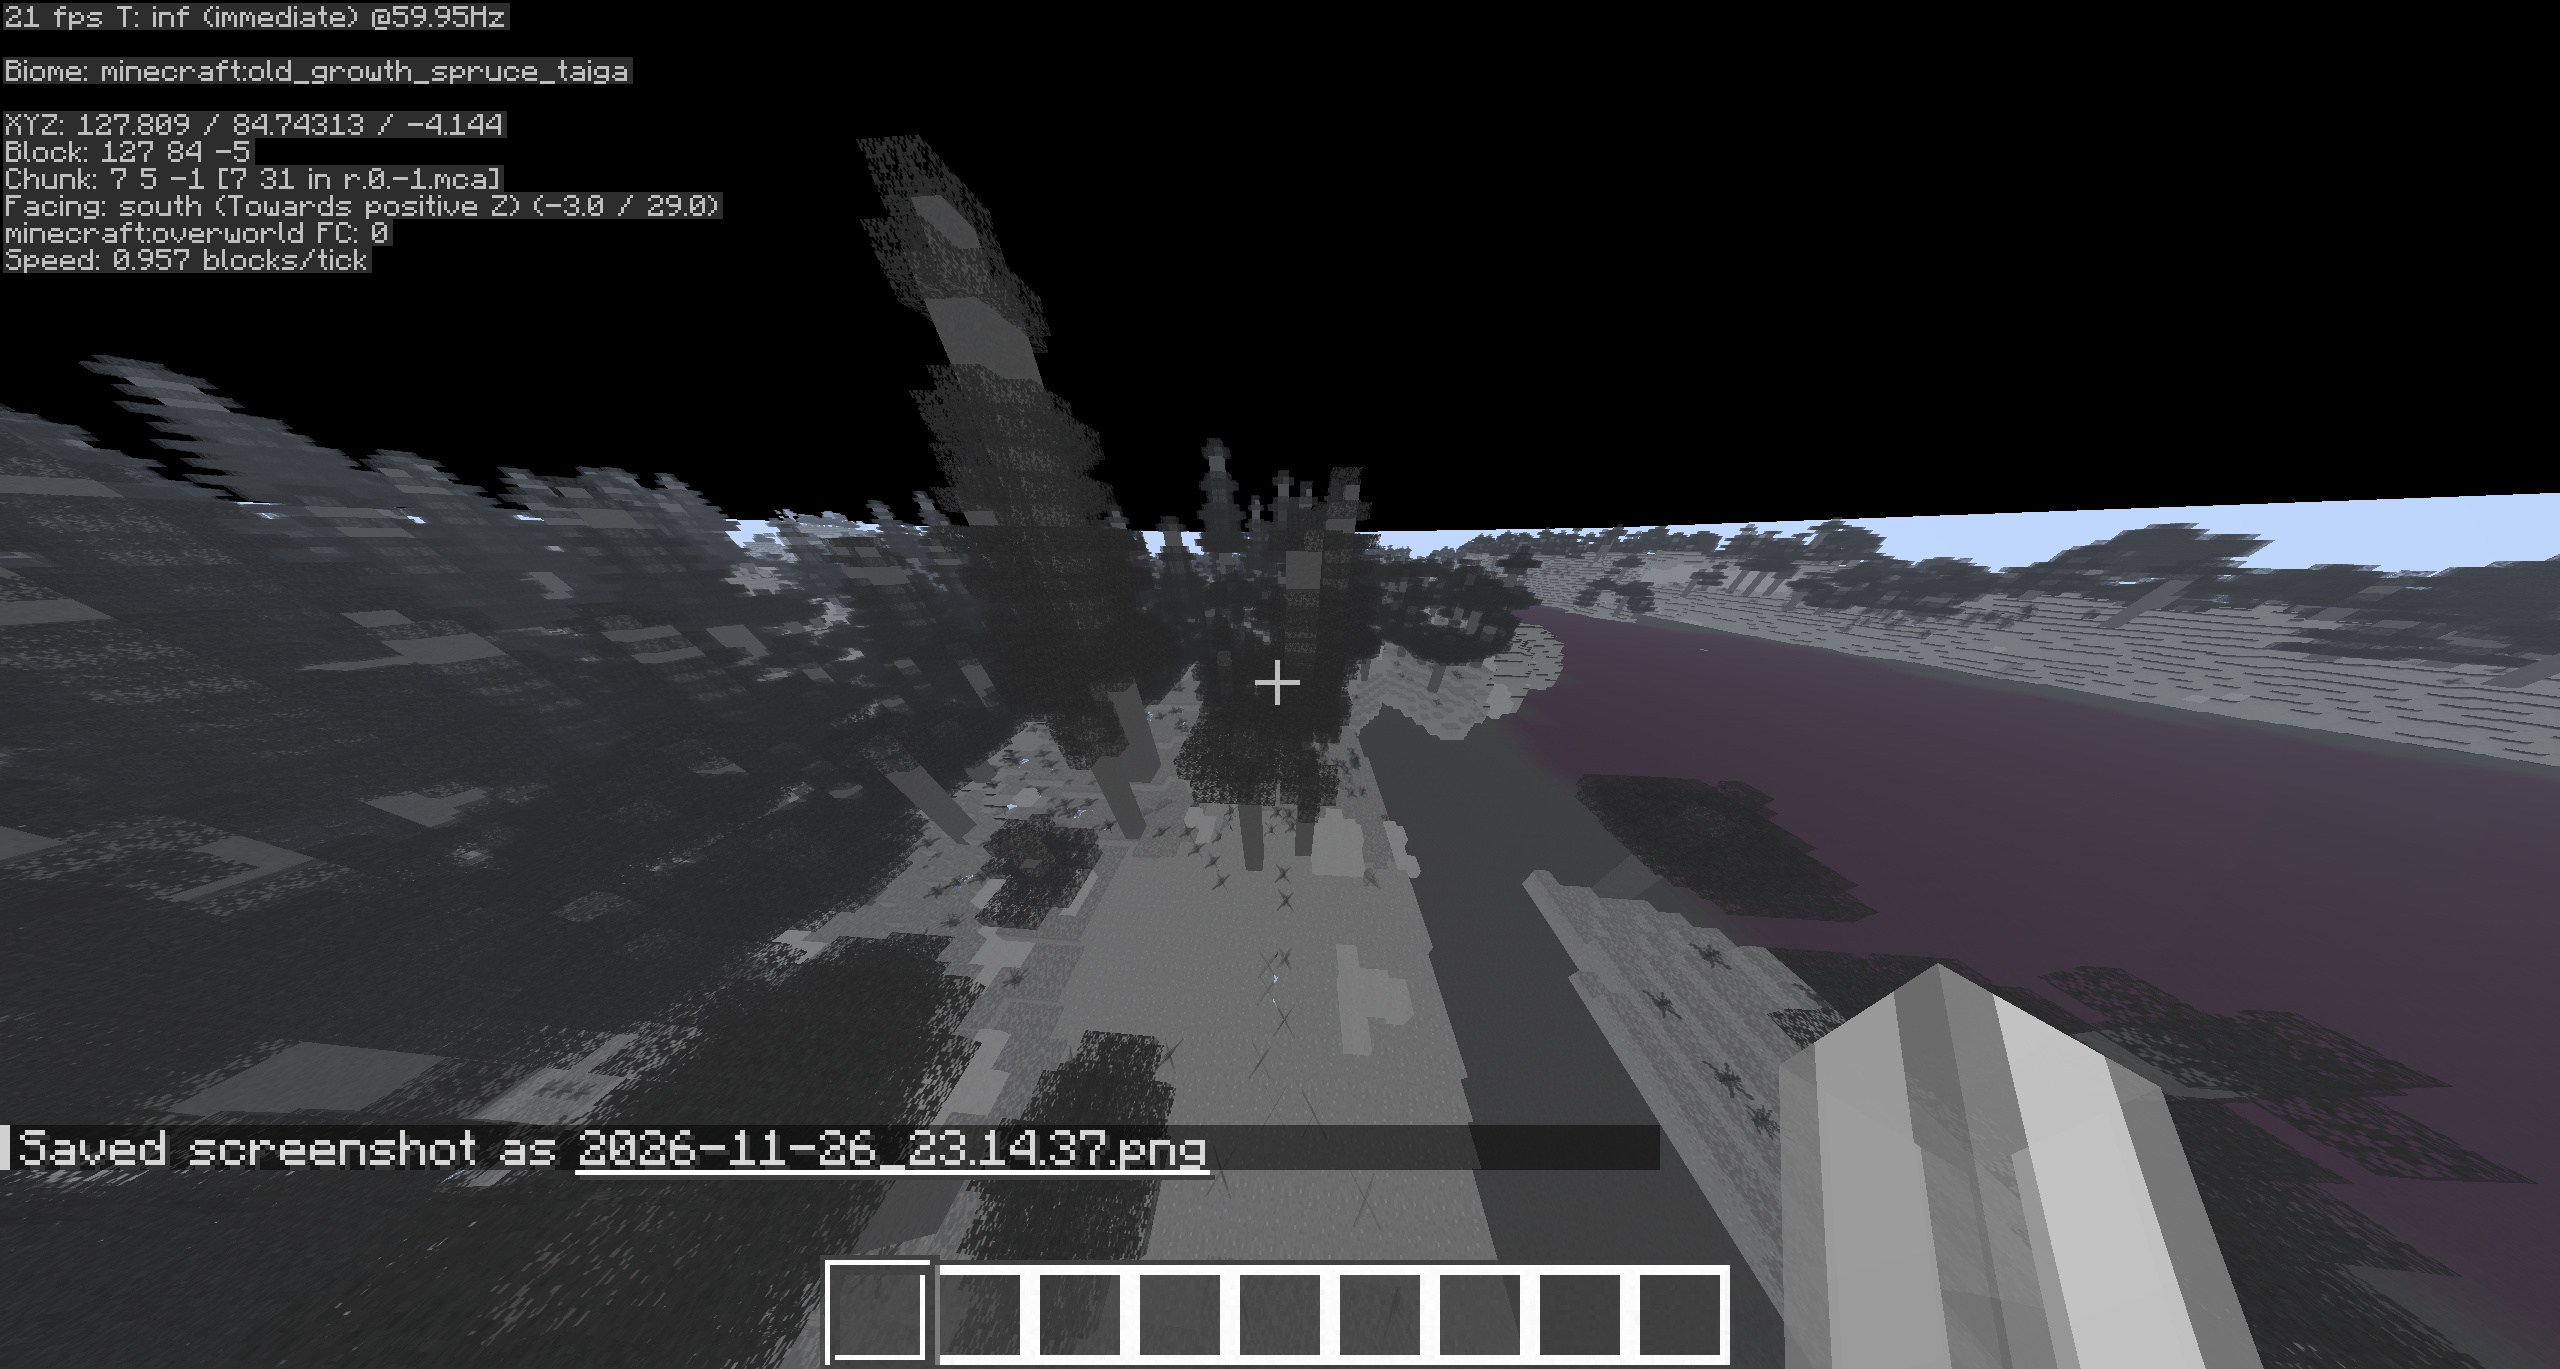 21 fps T: inf (immediate) @59.95Hz
Biome: minecraft:old_growth_spruce_taiga
XYZ: 127.809 / 84.74313 / -4.144
Block: 127 84 -5
Chunk: 7 5 -1 [7 31 in r.0.-1.mca]
Facing: south (Towards positive Z) (-3.0 / 29.0)
minecraft:overworld FC: 0
Speed: 0.957 blocks/tick
Saved screenshot as 2026-11-26_23.14.37.png